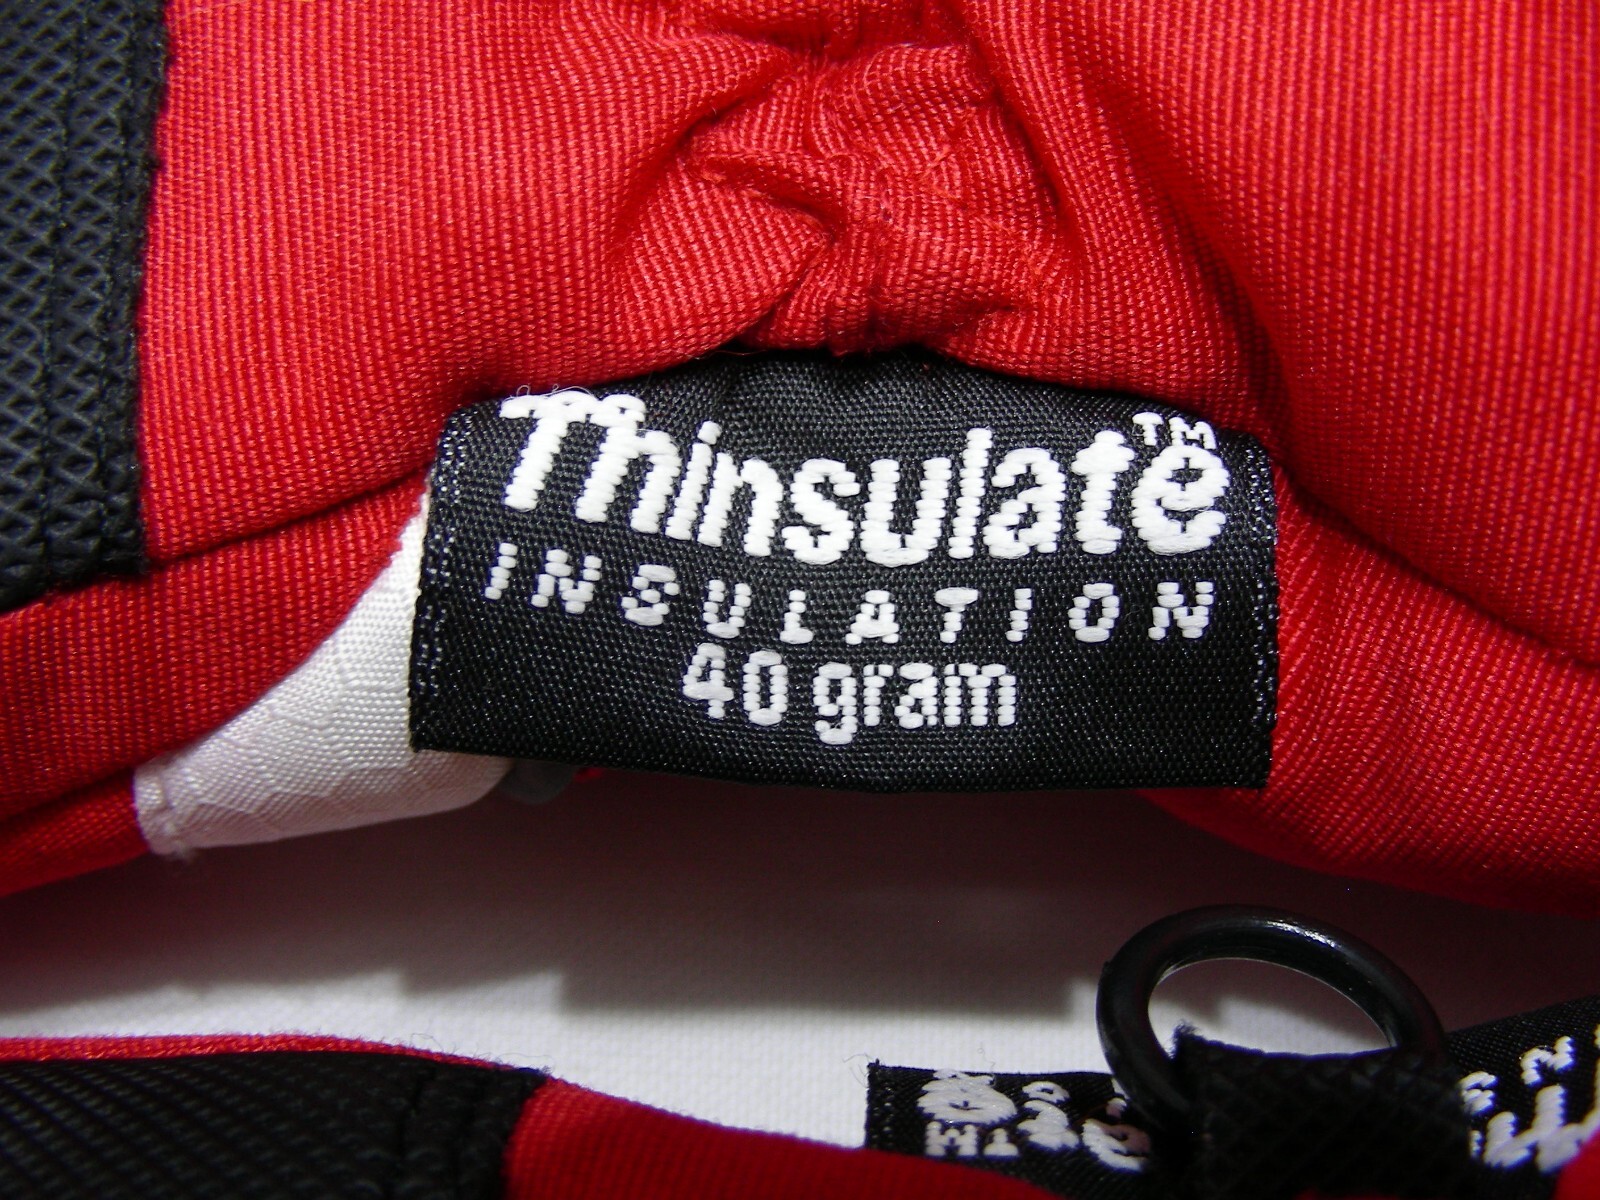 Thinsulate™
INSULATION
40 gram